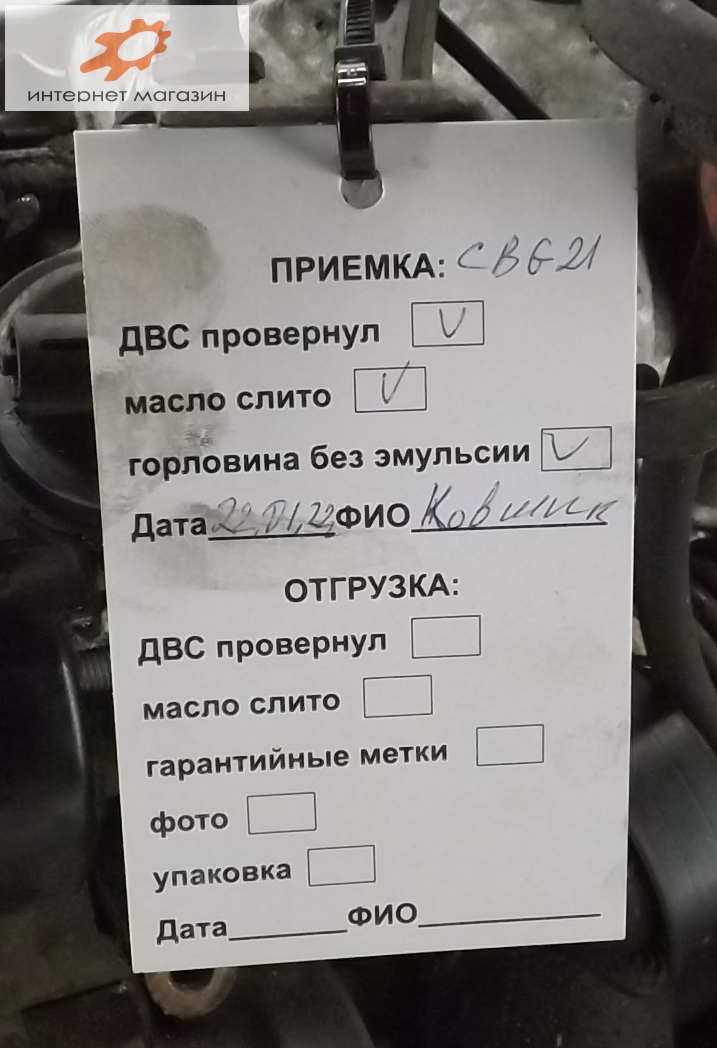 интернет магазин
ПРИЕМКА: СВG21
ДВС провернул V
масло слито V
горловина без эмульсии V
Дата 22.01.22 ФИО Ковшик
ОТГРУЗКА:
ДВС провернул
масло слито
гарантийные метки
фото
упаковка
Дата ФИО